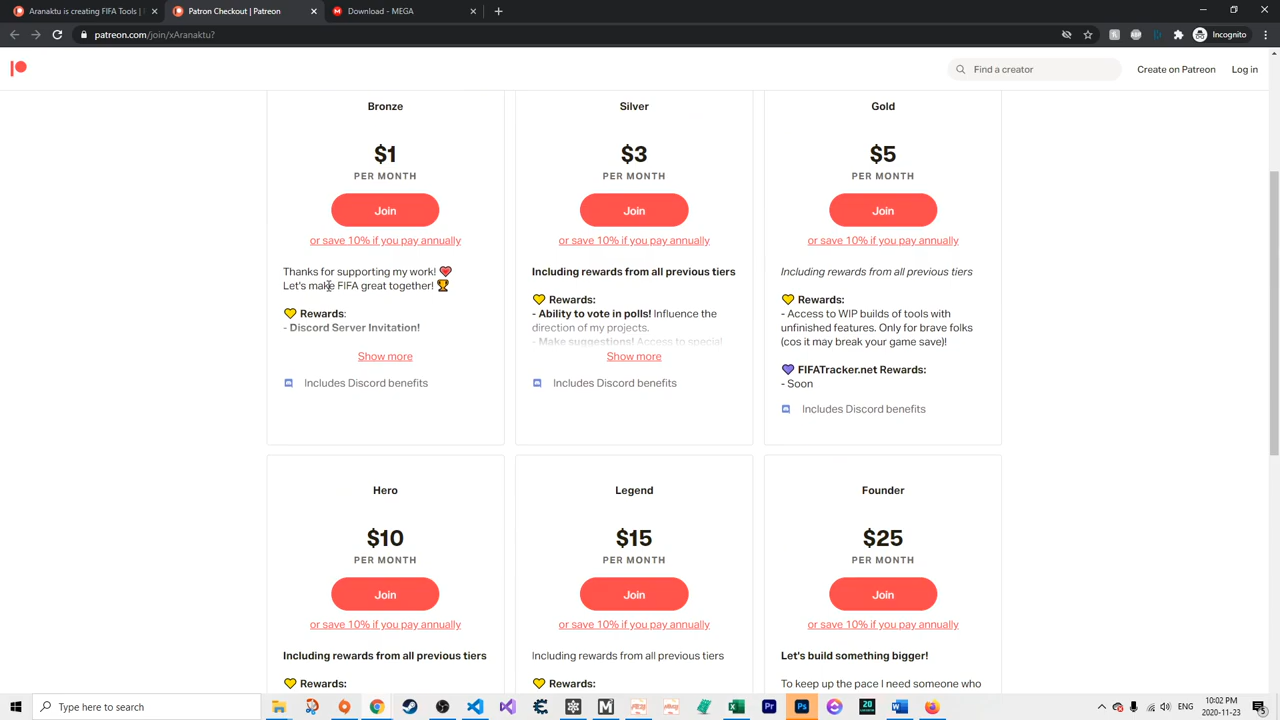 Aranaktu is creating FIFA Tools |
Patron Checkout | Patreon
Download - MEGA
patreon.com/join/xAranaktu?
Incognito
Find a creator
Create on Patreon
Log in
Bronze
$1
PER MONTH
Join
or save 10% if you pay annually
Thanks for supporting my work!
Let's make FIFA great together!
Rewards:
- Discord Server Invitation!
Show more
Includes Discord benefits
Silver
$3
PER MONTH
Join
or save 10% if you pay annually
Including rewards from all previous tiers
Rewards:
- Ability to vote in polls! Influence the
direction of my projects.
- Make suggestions! Access to special
Show more
Includes Discord benefits
Gold
$5
PER MONTH
Join
or save 10% if you pay annually
Including rewards from all previous tiers
Rewards:
- Access to WIP builds of tools with
unfinished features. Only for brave folks
(cos it may break your game save)!
FIFATracker.net Rewards:
- Soon
Includes Discord benefits
Hero
$10
PER MONTH
Join
or save 10% if you pay annually
Including rewards from all previous tiers
Rewards:
Legend
$15
PER MONTH
Join
or save 10% if you pay annually
Including rewards from all previous tiers
Rewards:
Founder
$25
PER MONTH
Join
or save 10% if you pay annually
Let's build something bigger!
To keep up the pace I need someone who
Type here to search
ENG
10:02 PM
2020-11-23